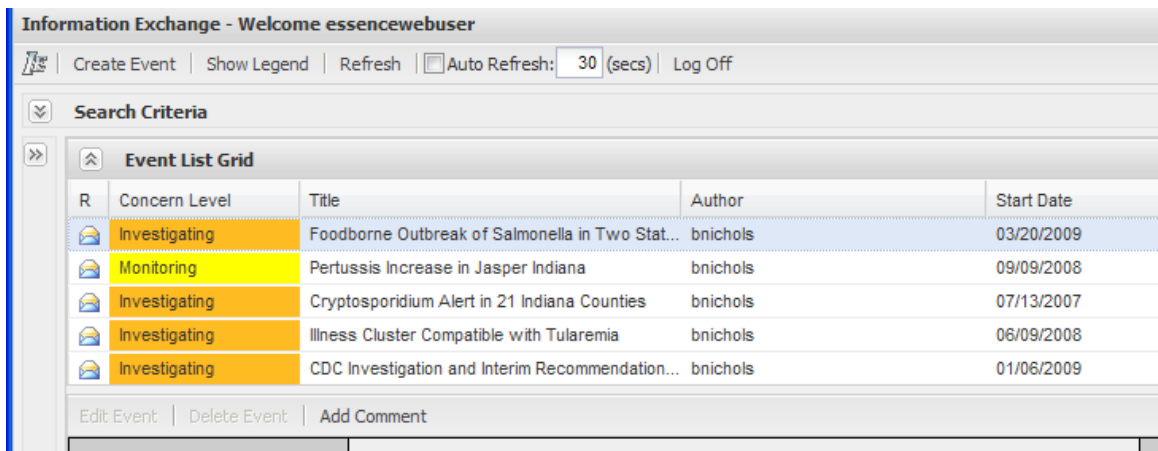 Information Exchange - Welcome essencewebuser
Create Event | Show Legend | Refresh | Auto Refresh: 30 (secs) | Log Off
Search Criteria
Event List Grid
R Concern Level Title Author Start Date
Investigating Foodborne Outbreak of Salmonella in Two Stat... bnichols 03/20/2009
Monitoring Pertussis Increase in Jasper Indiana bnichols 09/09/2008
Investigating Cryptosporidium Alert in 21 Indiana Counties bnichols 07/13/2007
Investigating Illness Cluster Compatible with Tularemia bnichols 06/09/2008
Investigating CDC Investigation and Interim Recommendation... bnichols 01/06/2009
Edit Event | Delete Event | Add Comment